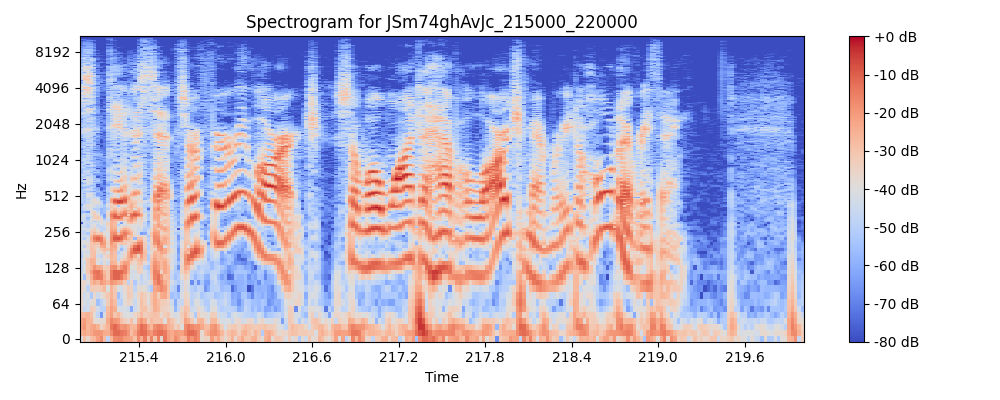 Spectrogram for JSm74ghAvJc_215000_220000
8192
4096
2048
1024
512
256
128
64
0
Hz
215.4
216.0
216.6
217.2
217.8
218.4
219.0
219.6
Time
+0 dB
-10 dB
-20 dB
-30 dB
-40 dB
-50 dB
-60 dB
-70 dB
-80 dB